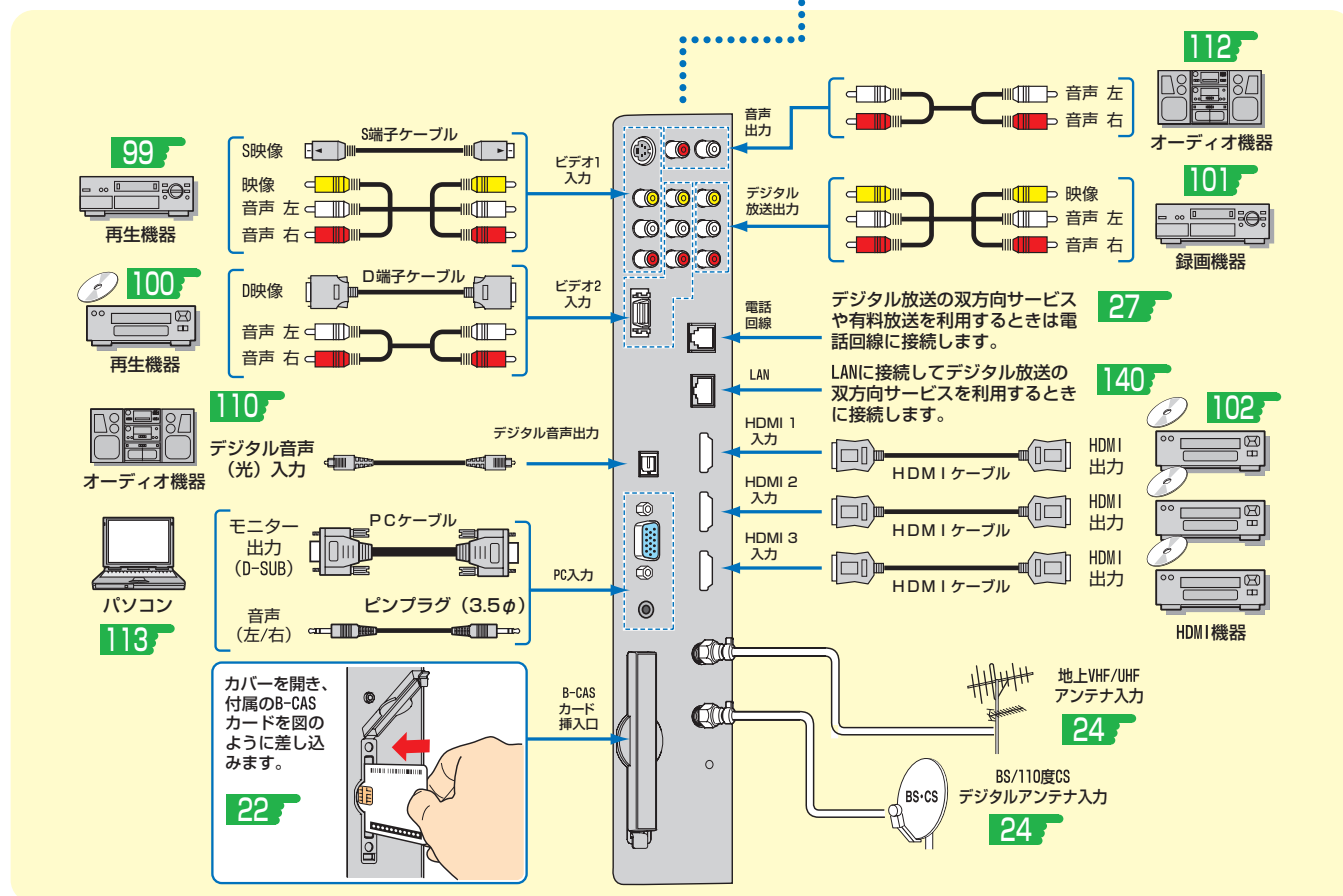 99
再生機器
S端子ケーブル
S映像
映像
音声 左
音声 右
ビデオ1
入力
100
再生機器
D端子ケーブル
D映像
音声 左
音声 右
ビデオ2
入力
110
オーディオ機器
デジタル音声
（光）入力
デジタル音声出力
パソコン
113
モニター
出力
(D-SUB)
PCケーブル
音声
(左/右)
ピンプラグ（3.5φ）
PC入力
カバーを開き、
付属のB-CAS
カードを図の
ように差し込
みます。
22
B-CAS
カード
挿入口
音声
出力
音声 左
音声 右
112
オーディオ機器
デジタル
放送出力
映像
音声 左
音声 右
101
録画機器
電話
回線
デジタル放送の双方向サービス
や有料放送を利用するときは電
話回線に接続します。
27
LAN
LANに接続してデジタル放送の
双方向サービスを利用するとき
に接続します。
140
102
HDMI 1
入力
HDMIケーブル
HDMI
出力
HDMI 2
入力
HDMIケーブル
HDMI
出力
HDMI 3
入力
HDMIケーブル
HDMI
出力
HDMI機器
地上VHF/UHF
アンテナ入力
24
BS･CS
BS/110度CS
デジタルアンテナ入力
24